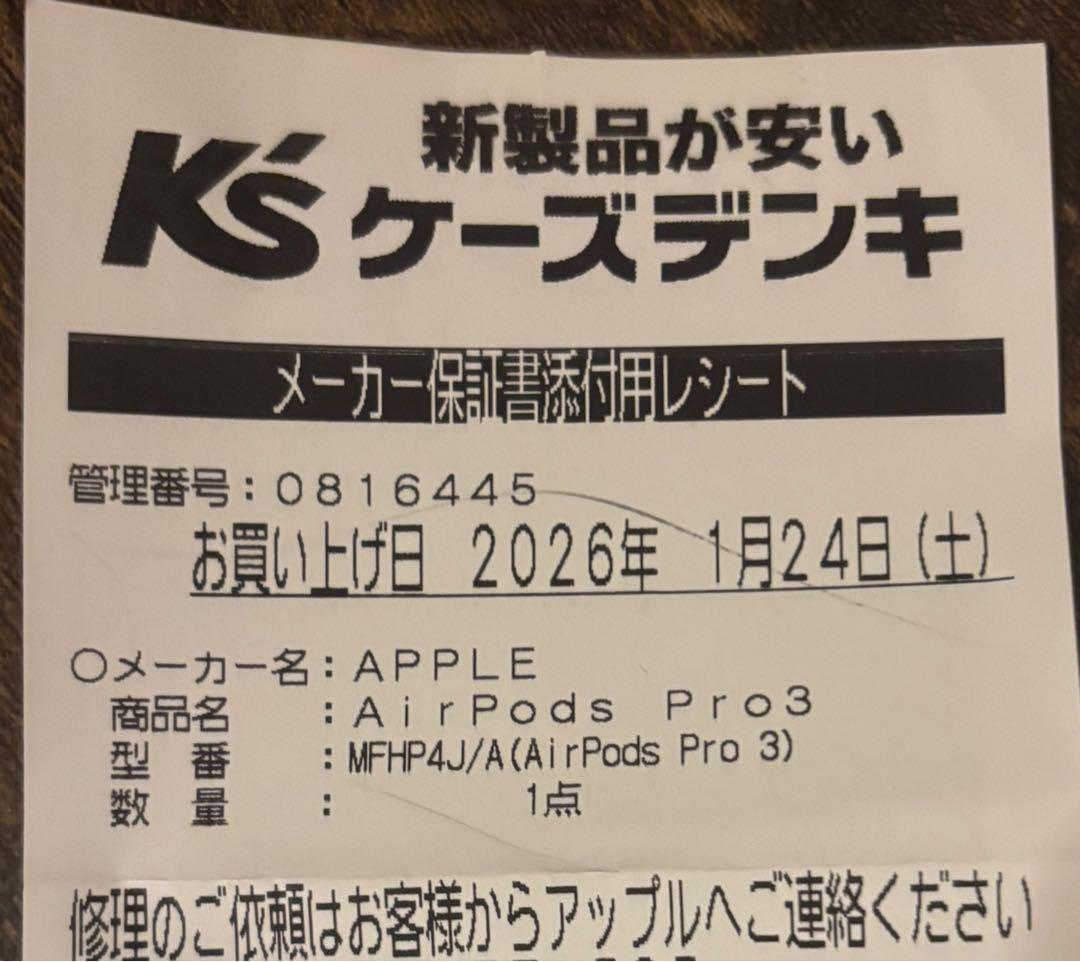 新製品が安い
K's ケーズデンキ
メーカー保証書添付用レシート
管理番号：0816445
お買い上げ日 2026年 1月24日（土）
○メーカー名：APPLE
商品名：AirPods Pro3
型番：MFHP4J/A(AirPods Pro 3)
数量：1点
修理のご依頼はお客様からアップルへご連絡ください